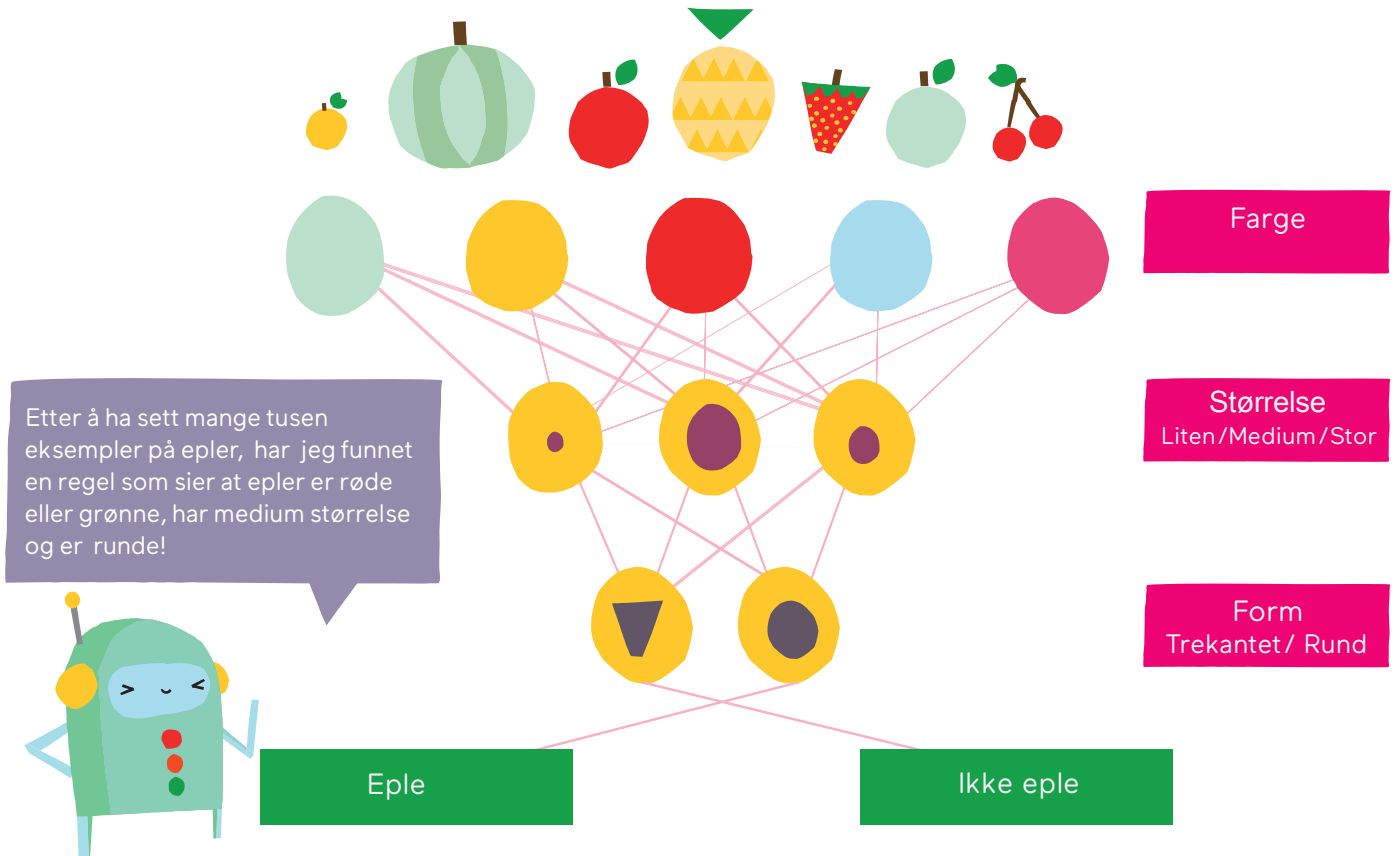 Farge
Etter å ha sett mange tusen
eksempler på epler, har jeg funnet
en regel som sier at epler er røde
eller grønne, har medium størrelse
og er runde!
Størrelse
Liten/Medium/Stor
Form
Trekantet/ Rund
Eple
Ikke eple